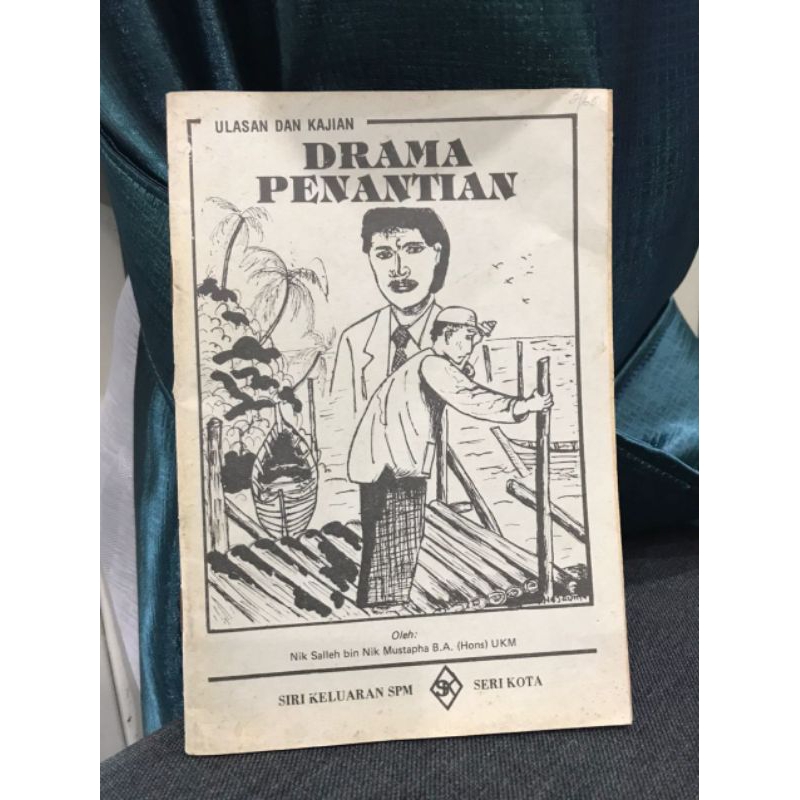 ULASAN DAN KAJIAN
DRAMA
PENANTIAN
Oleh:
Nik Salleh bin Nik Mustapha B.A. (Hons) UKM
SIRI KELUARAN SPM SK SERI KOTA